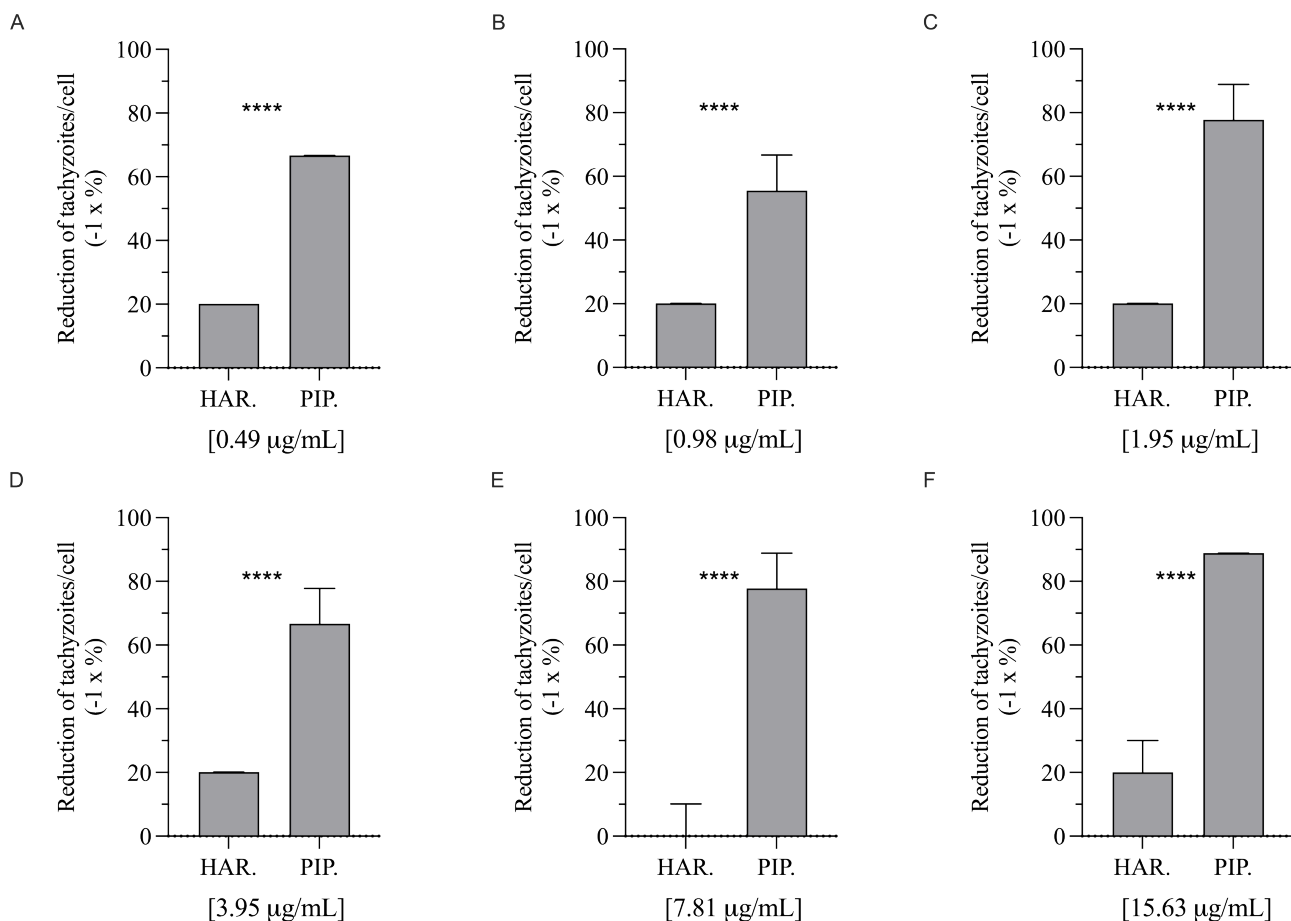 A
Reduction of tachyzoites/cell
(-1 x %)
100
80
60
40
20
0
****
HAR.
PIP.
[0.49 μg/mL]
B
Reduction of tachyzoites/cell
(-1 x %)
100
80
60
40
20
0
****
HAR.
PIP.
[0.98 μg/mL]
C
Reduction of tachyzoites/cell
(-1 x %)
100
80
60
40
20
0
****
HAR.
PIP.
[1.95 μg/mL]
D
Reduction of tachyzoites/cell
(-1 x %)
100
80
60
40
20
0
****
HAR.
PIP.
[3.95 μg/mL]
E
Reduction of tachyzoites/cell
(-1 x %)
100
80
60
40
20
0
****
HAR.
PIP.
[7.81 μg/mL]
F
Reduction of tachyzoites/cell
(-1 x %)
100
80
60
40
20
0
****
HAR.
PIP.
[15.63 μg/mL]